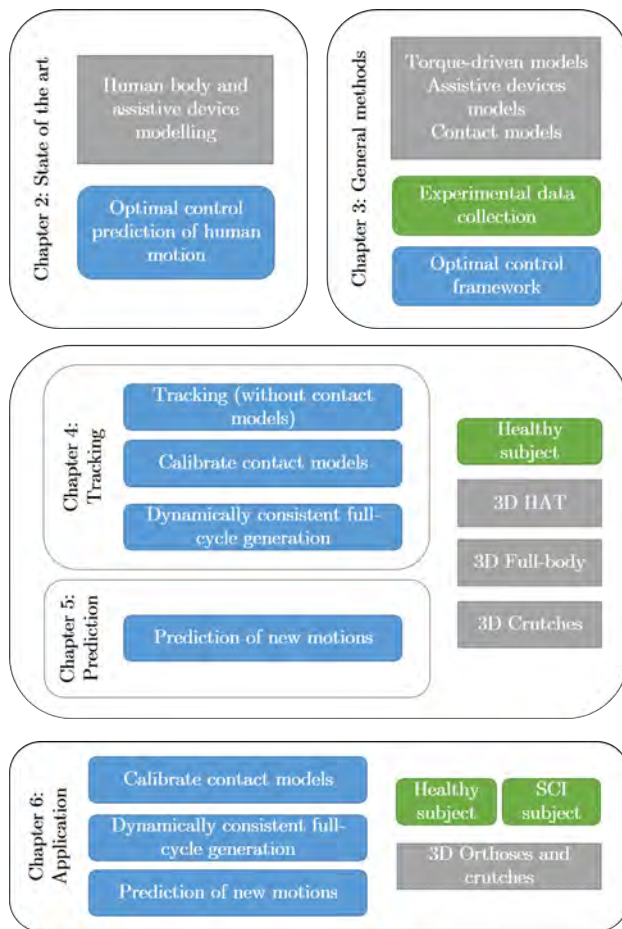 Chapter 2: State of the art
Human body and
assistive device
modelling
Optimal control
prediction of human
motion
Chapter 3: General methods
Torque-driven models
Assistive devices
models
Contact models
Experimental data
collection
Optimal control
framework
Chapter 4:
Tracking
Tracking (without contact
models)
Calibrate contact models
Dynamically consistent full-
cycle generation
Chapter 5:
Prediction
Prediction of new motions
Healthy
subject
3D HAT
3D Full-body
3D Crutches
Chapter 6:
Application
Calibrate contact models
Dynamically consistent full-
cycle generation
Prediction of new motions
Healthy
subject
SCI
subject
3D Orthoses and
crutches